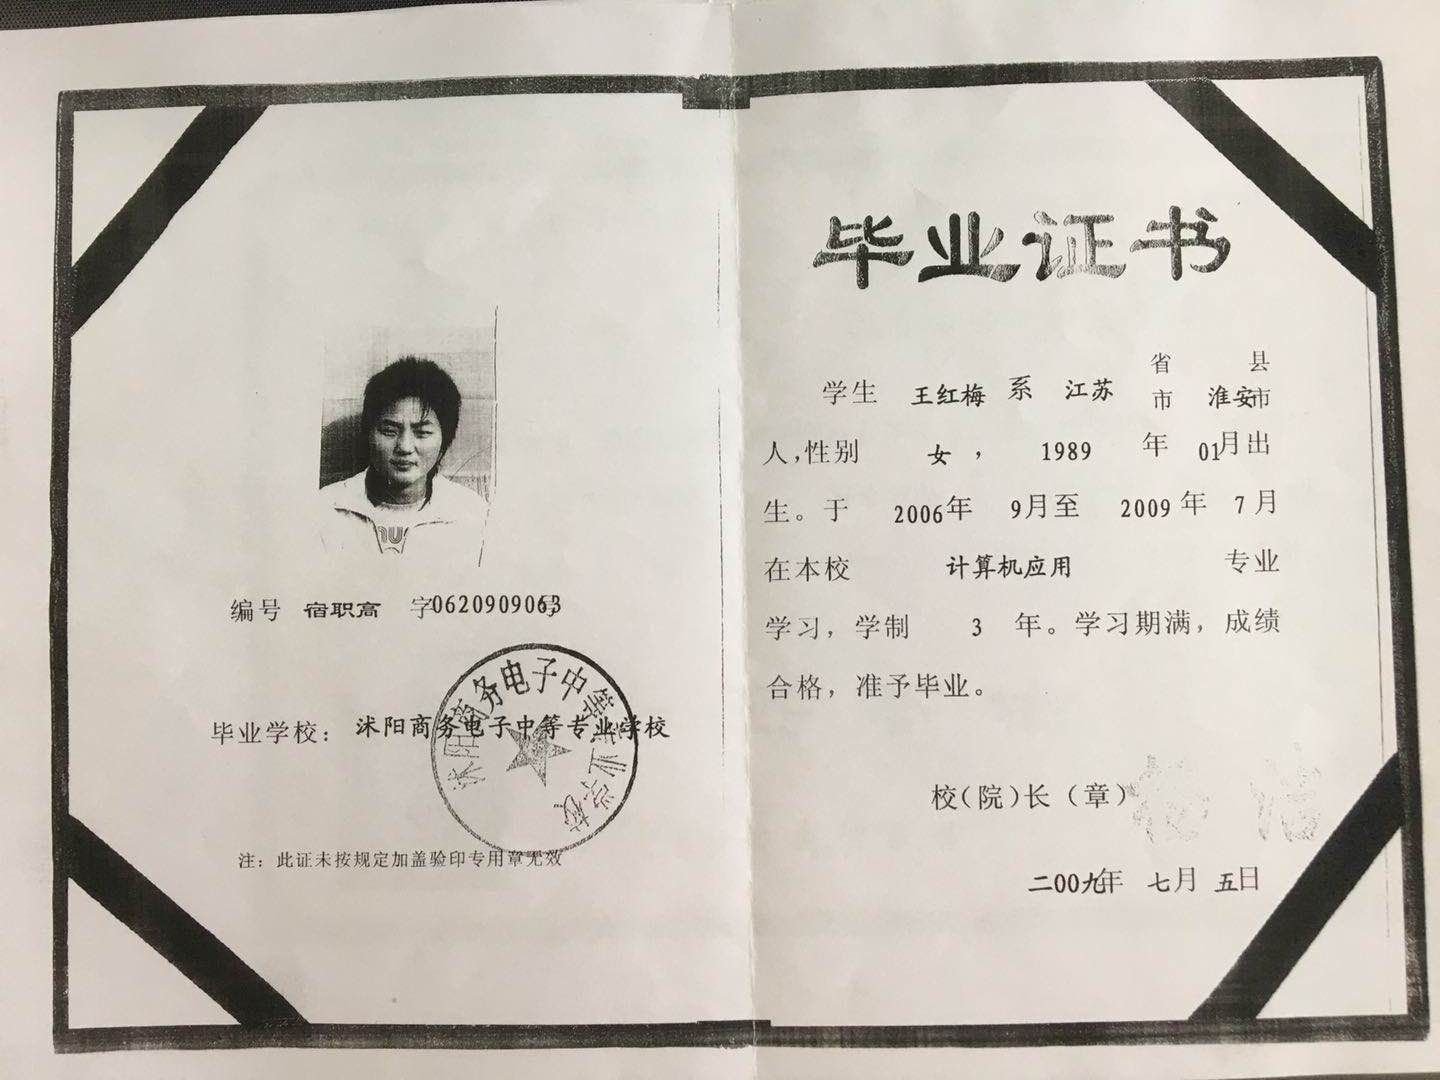 编号 宿职高 字0620909063号
沭阳商务电子中等专业学校
毕业学校： 沭阳商务电子中等专业学校
注：此证未按规定加盖验印专用章无效
毕业证书
省 县
学生 王红梅 系 江苏 市 淮安市
人，性别 女 ， 1989 年 01月出
生。于 2006年 9月至 2009年 7月
在本校 计算机应用 专业
学习，学制 3 年。学习期满，成绩
合格，准予毕业。
校（院）长（章）
二00九年 七月 五日